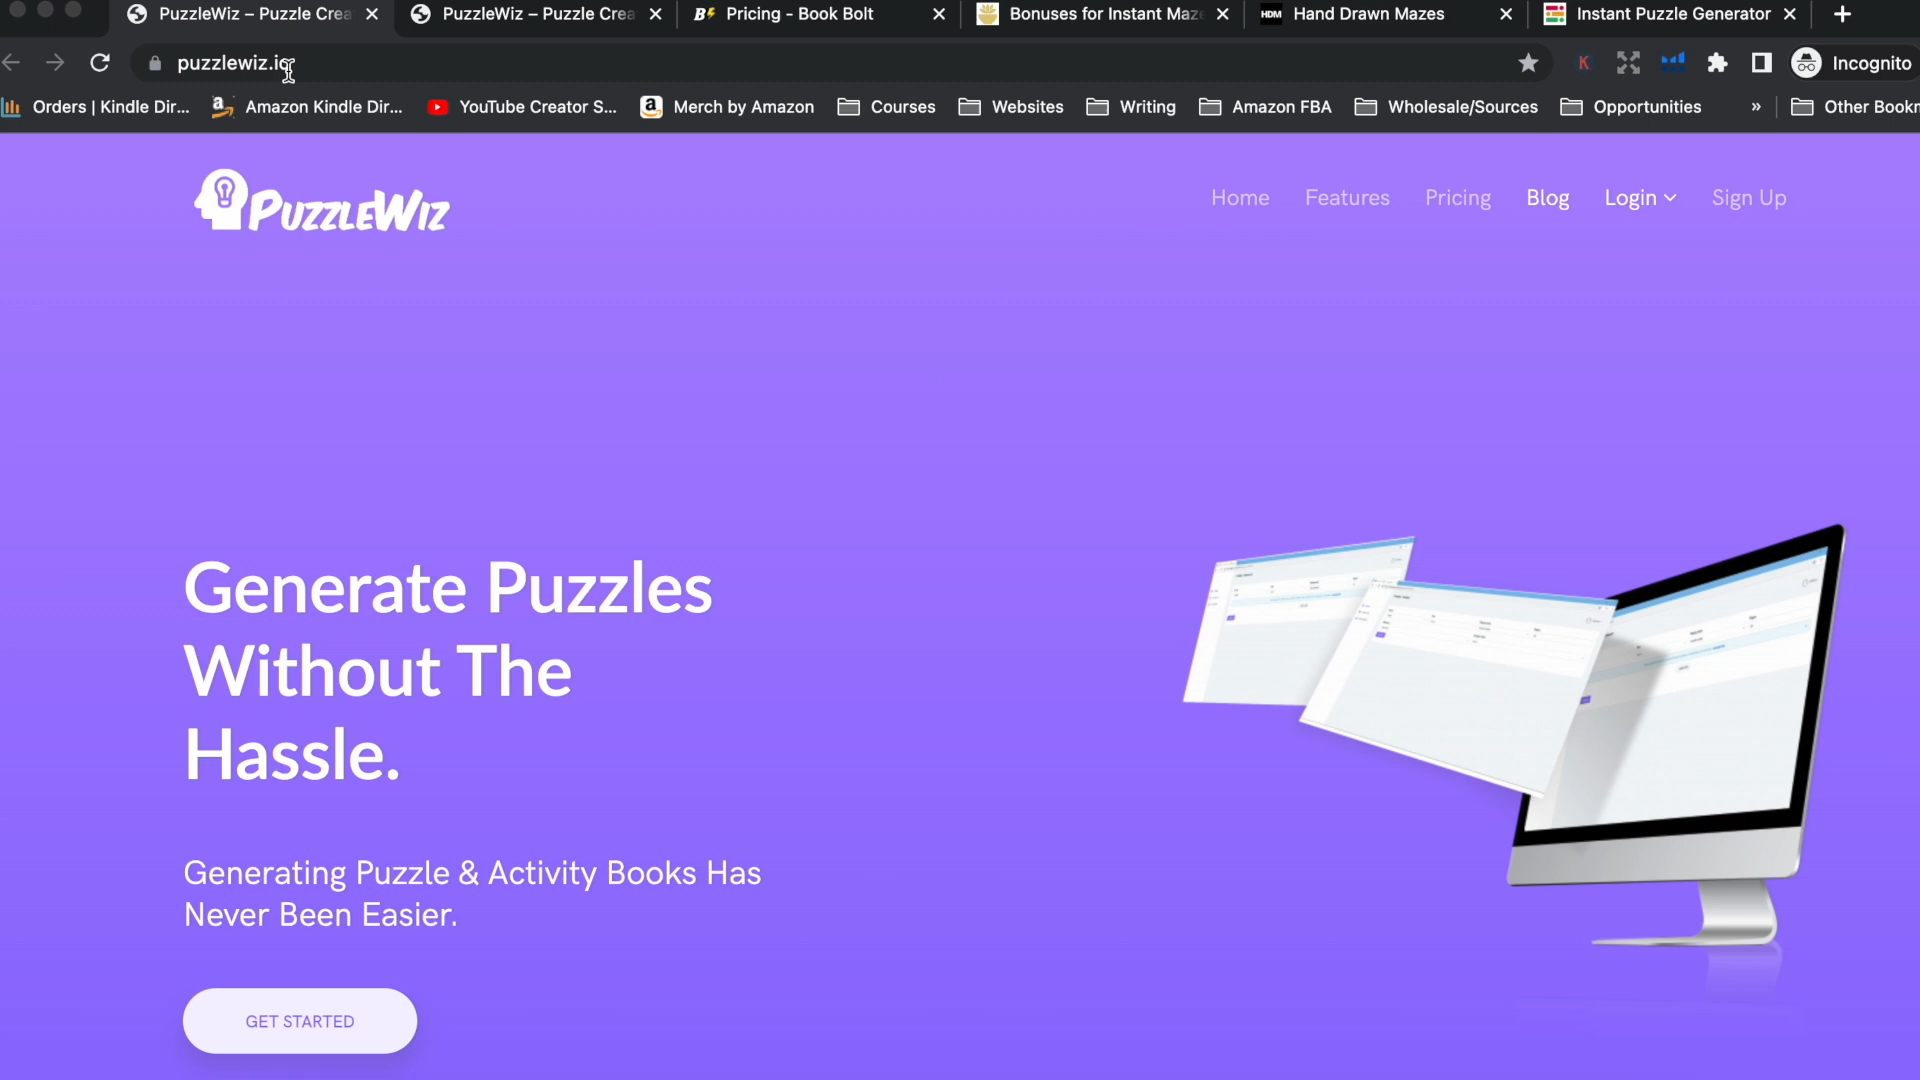 PuzzleWiz – Puzzle Crea
PuzzleWiz – Puzzle Crea
B⚡ Pricing - Book Bolt
Bonuses for Instant Maze
HDM Hand Drawn Mazes
Instant Puzzle Generator
puzzlewiz.io
K
Incognito
Orders | Kindle Dir...
Amazon Kindle Dir...
YouTube Creator S...
Merch by Amazon
Courses
Websites
Writing
Amazon FBA
Wholesale/Sources
Opportunities
»
Other Bookm
PUZZLEWIZ
Home
Features
Pricing
Blog
Login
Sign Up
Generate Puzzles
Without The
Hassle.
Generating Puzzle & Activity Books Has
Never Been Easier.
GET STARTED